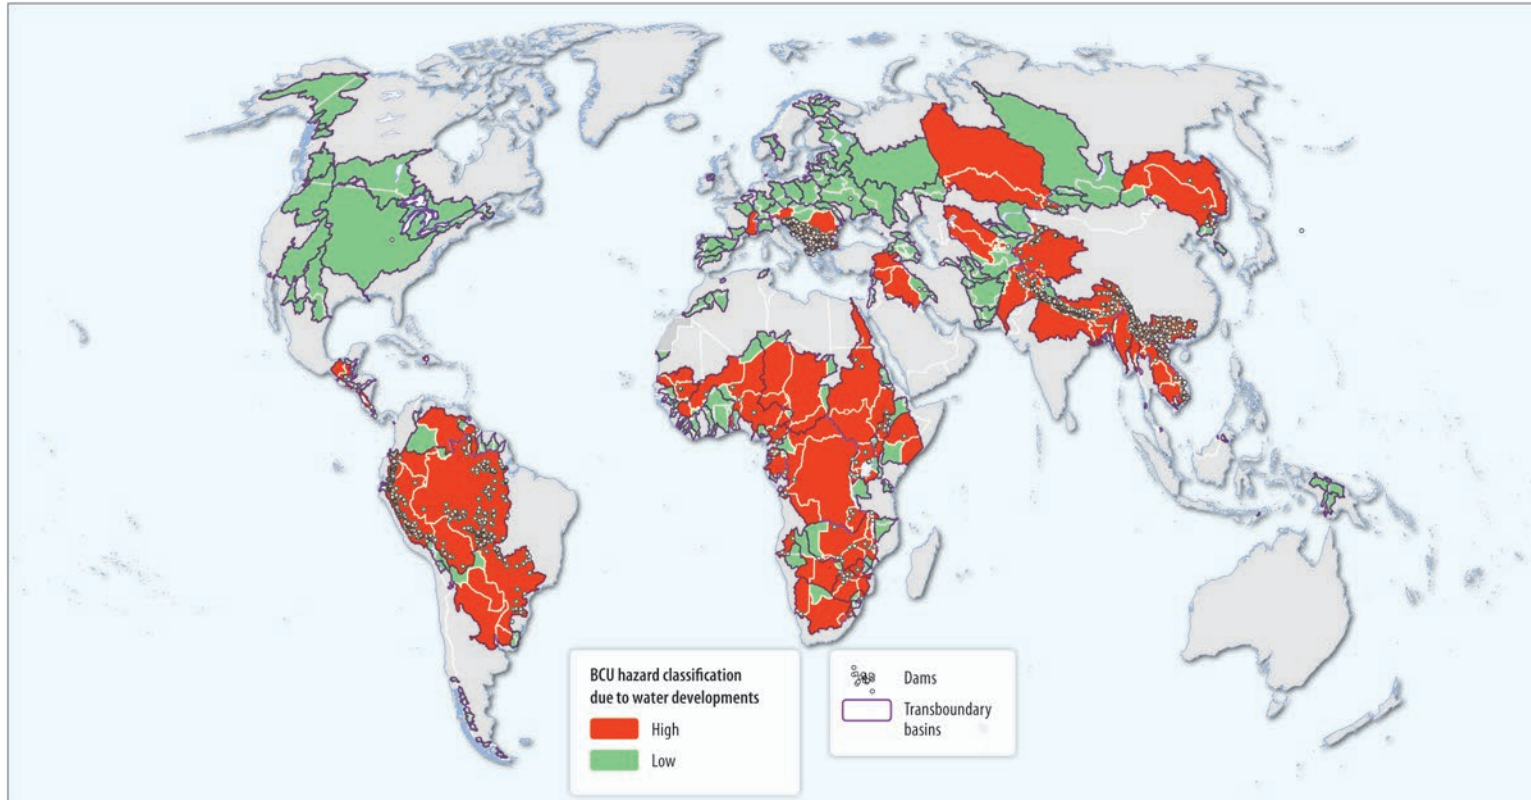 BCU hazard classification
due to water developments
High
Low
Dams
Transboundary
basins